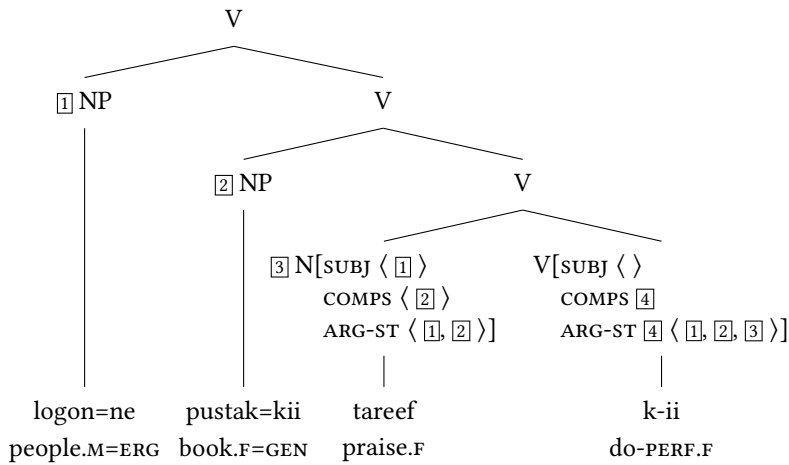 V
1 NP V
2 NP V
3 N[SUBJ ⟨ 1 ⟩ V[SUBJ ⟨ ⟩
COMPS ⟨ 2 ⟩ COMPS 4
ARG-ST ⟨ 1, 2 ⟩] ARG-ST 4 ⟨ 1, 2, 3 ⟩]
logon=ne pustak=kii tareef k-ii
people.M=ERG book.F=GEN praise.F do-PERF.F